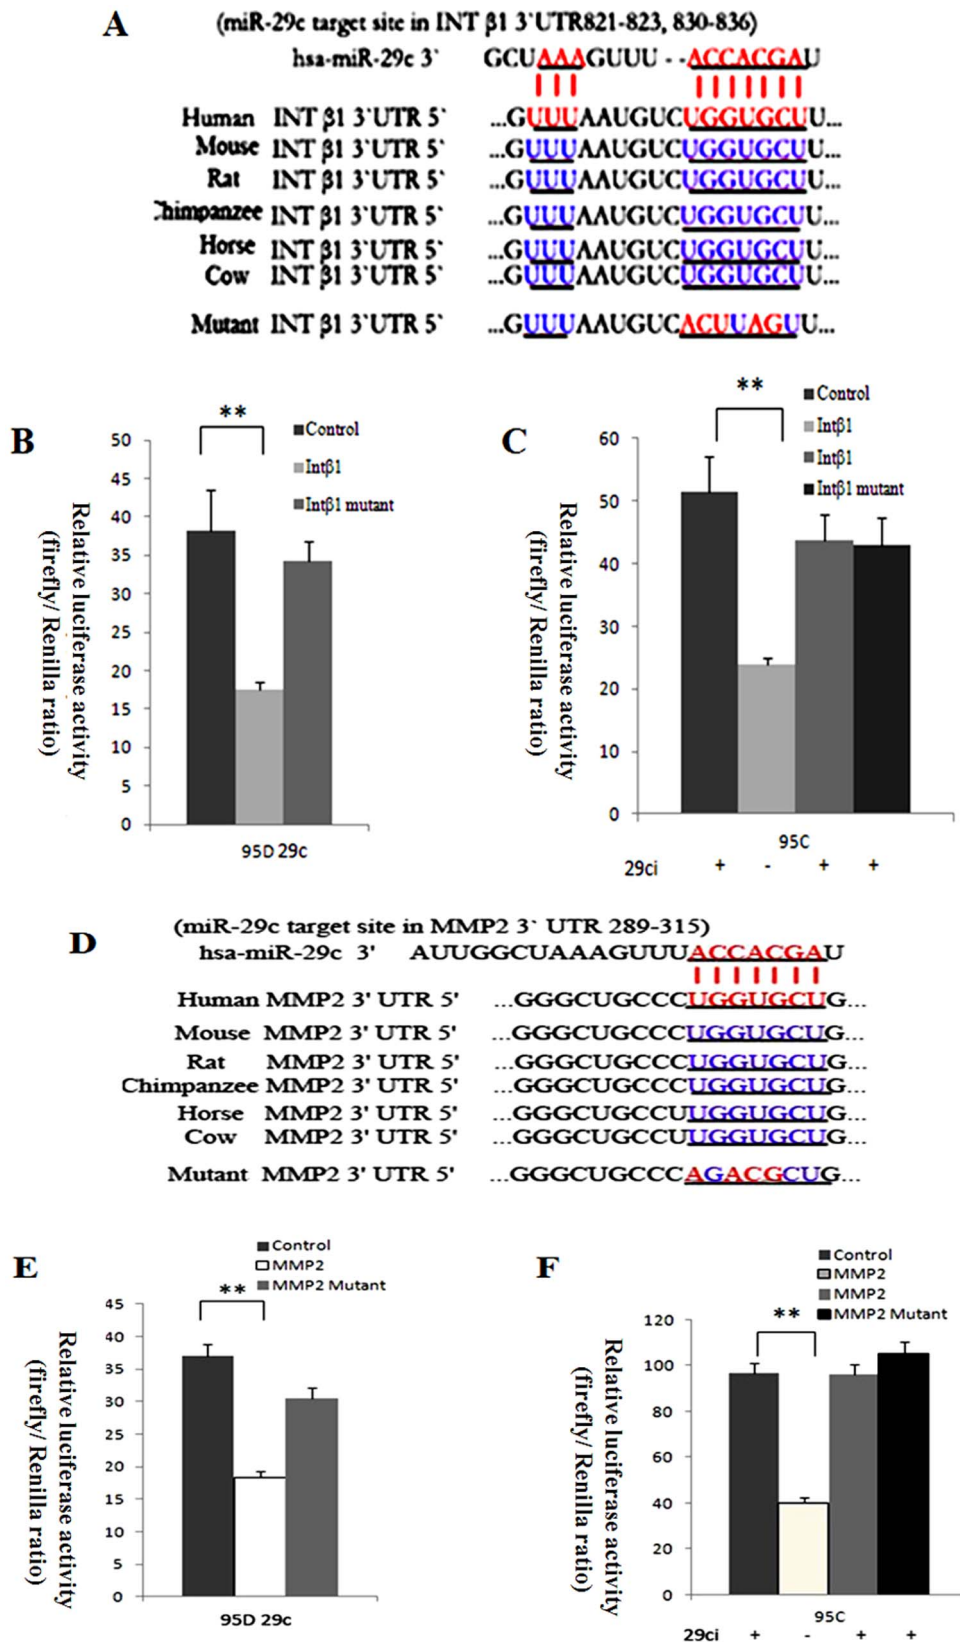 A
(miR-29c target site in INT β1 3`UTR821-823, 830-836)
hsa-miR-29c 3` GCUAAAGUUU - -ACCACGAU
Human INT β1 3`UTR 5` ...GUUUAAUGUCUGGUGCUU...
Mouse INT β1 3`UTR 5` ...GUUUAAUGUCUGGUGCUU...
Rat INT β1 3`UTR 5` ...GUUUAAUGUCUGGUGCUU...
Chimpanzee INT β1 3`UTR 5` ...GUUUAAUGUCUGGUGCUU...
Horse INT β1 3`UTR 5` ...GUUUAAUGUCUGGUGCUU...
Cow INT β1 3`UTR 5` ...GUUUAAUGUCUGGUGCUU...
Mutant INT β1 3`UTR 5` ...GUUUAAUGUCACUUAGUU...
B
**
Control
Intβ1
Intβ1 mutant
Relative luciferase activity
(firefly/ Renilla ratio)
50
45
40
35
30
25
20
15
10
5
0
95D 29c
C
**
Control
Intβ1
Intβ1
Intβ1 mutant
Relative luciferase activity
(firefly/ Renilla ratio)
60
50
40
30
20
10
0
95C
29ci + - + +
D
(miR-29c target site in MMP2 3` UTR 289-315)
hsa-miR-29c 3' AUUGGCUAAAGUUUACCACGAU
Human MMP2 3' UTR 5' ...GGGCUGCCCUGGUGCUG...
Mouse MMP2 3' UTR 5' ...GGGCUGCCCUGGUGCUG...
Rat MMP2 3' UTR 5' ...GGGCUGCCCUGGUGCUG...
Chimpanzee MMP2 3' UTR 5' ...GGGCUGCCCUGGUGCUG...
Horse MMP2 3' UTR 5' ...GGGCUGCCUUGGUGCUG...
Cow MMP2 3' UTR 5' ...GGGCUGCCUUGGUGCUG...
Mutant MMP2 3' UTR 5' ...GGGCUGCCCAGACGCUG...
E
Control
MMP2
MMP2 Mutant
**
Relative luciferase activity
(firefly/ Renilla ratio)
45
40
35
30
25
20
15
10
5
0
95D 29c
F
Control
MMP2
MMP2
MMP2 Mutant
**
Relative luciferase activity
(firefly/ Renilla ratio)
120
100
80
60
40
20
0
95C
29ci + - + +